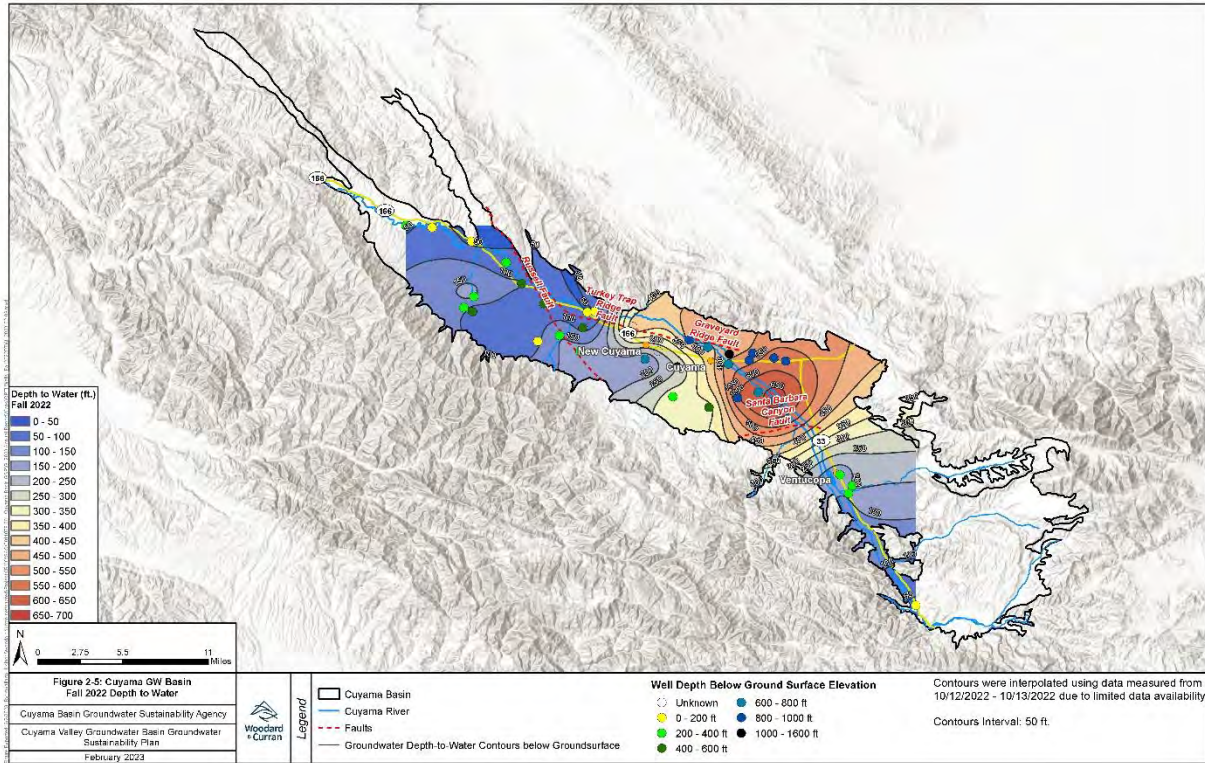 166
166
Russell Fault
Turkey Trap
Ridge
Fault
Graveyard
Ridge Fault
166
New Cuyama
Cuyama
Santa Barbara
Canyon
Fault
33
Ventucopa
Depth to Water (ft.)
Fall 2022
0 - 50
50 - 100
100 - 150
150 - 200
200 - 250
250 - 300
300 - 350
350 - 400
400 - 450
450 - 500
500 - 550
550 - 600
600 - 650
650 - 700
N
0 2.75 5.5 11
Miles
Figure 2-5: Cuyama GW Basin
Fall 2022 Depth to Water
Cuyama Basin Groundwater Sustainability Agency
Cuyama Valley Groundwater Basin Groundwater
Sustainability Plan
February 2023
Woodard
& Curran
Legend
Cuyama Basin
Cuyama River
Faults
Groundwater Depth-to-Water Contours below Groundsurface
Well Depth Below Ground Surface Elevation
Unknown
0 - 200 ft
200 - 400 ft
400 - 600 ft
600 - 800 ft
800 - 1000 ft
1000 - 1600 ft
Contours were interpolated using data measured from
10/12/2022 - 10/13/2022 due to limited data availability
Contours Interval: 50 ft.